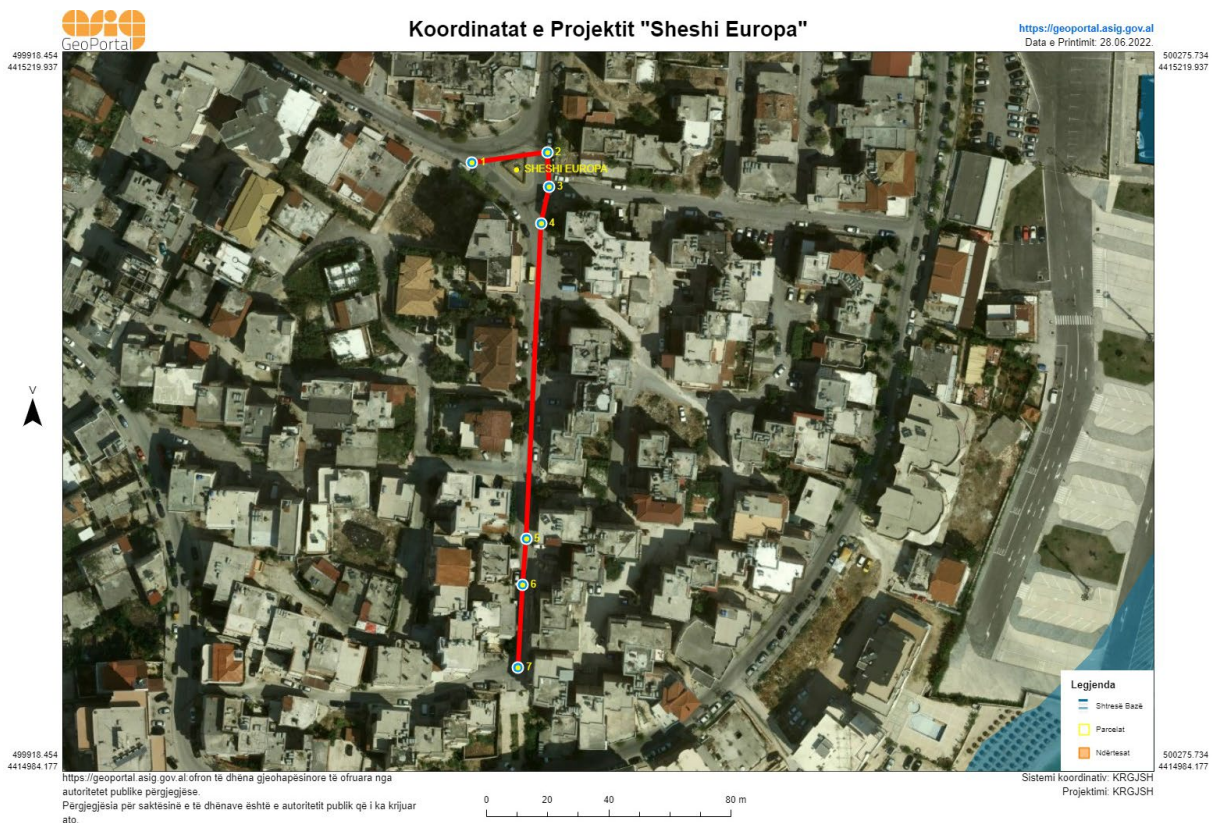 asig
GeoPortal
Koordinatat e Projektit "Sheshi Europa"
https://geoportal.asig.gov.al
Data e Printimit: 28.06.2022.
499918.454
4415219.937
500275.734
4415219.937
1
2
SHESHI EUROPA
3
4
V
5
6
7
Legjenda
Shtresë Bazë
Parcelat
Ndërtesat
499918.454
4414984.177
500275.734
4414984.177
https://geoportal.asig.gov.al:ofron të dhëna gjeohapësinore të ofruara nga
autoritetet publike përgjegjëse.
Përgjegjësia për saktësinë e të dhënave është e autoritetit publik që i ka krijuar
ato.
Sistemi koordinativ: KRGJSH
Projektimi: KRGJSH
0 20 40 80 m